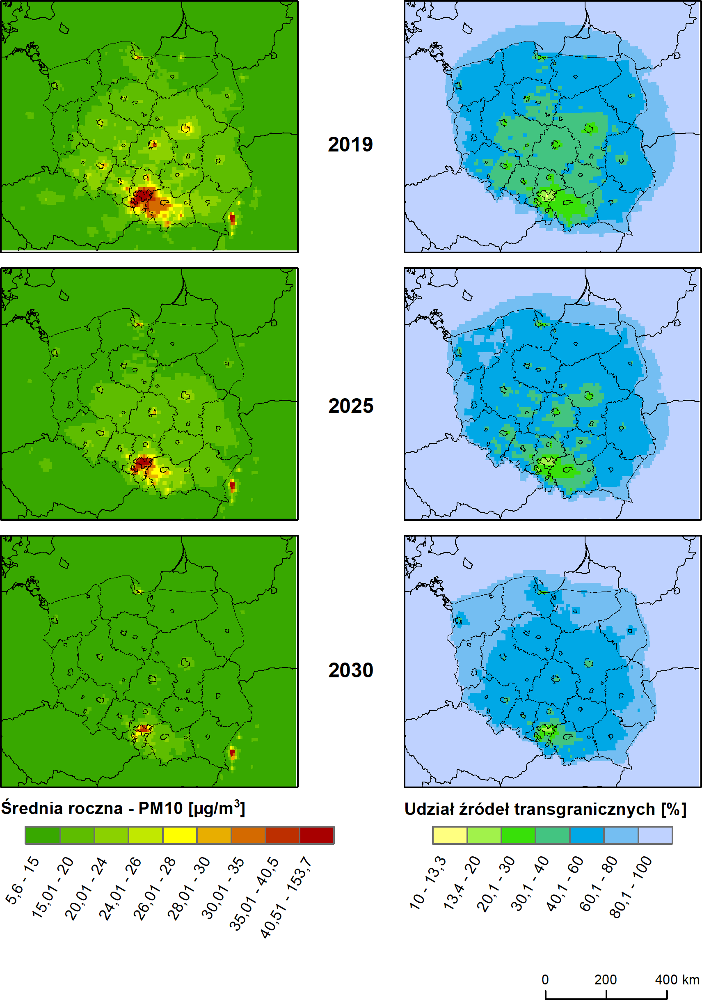 2019
2025
2030
Średnia roczna - PM10 [µg/m³]
5,6 - 15
15,01 - 20
20,01 - 24
24,01 - 26
26,01 - 28
28,01 - 30
30,01 - 35
35,01 - 40,5
40,51 - 153,7
Udział źródeł transgranicznych [%]
10 - 13,3
13,4 - 20
20,1 - 30
30,1 - 40
40,1 - 60
60,1 - 80
80,1 - 100
0 200 400 km